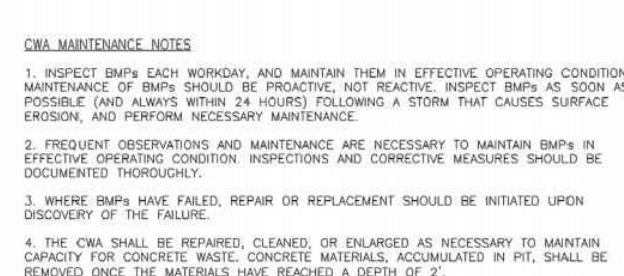 CWA MAINTENANCE NOTES
1. INSPECT BMPs EACH WORKDAY, AND MAINTAIN THEM IN EFFECTIVE OPERATING CONDITION
MAINTENANCE OF BMPs SHOULD BE PROACTIVE, NOT REACTIVE. INSPECT BMPs AS SOON AS
POSSIBLE (AND ALWAYS WITHIN 24 HOURS) FOLLOWING A STORM THAT CAUSES SURFACE
EROSION, AND PERFORM NECESSARY MAINTENANCE.
2. FREQUENT OBSERVATIONS AND MAINTENANCE ARE NECESSARY TO MAINTAIN BMPs IN
EFFECTIVE OPERATING CONDITION. INSPECTIONS AND CORRECTIVE MEASURES SHOULD BE
DOCUMENTED THOROUGHLY.
3. WHERE BMPs HAVE FAILED, REPAIR OR REPLACEMENT SHOULD BE INITIATED UPON
DISCOVERY OF THE FAILURE.
4. THE CWA SHALL BE REPAIRED, CLEANED, OR ENLARGED AS NECESSARY TO MAINTAIN
CAPACITY FOR CONCRETE WASTE. CONCRETE MATERIALS, ACCUMULATED IN PIT, SHALL BE
REMOVED ONCE THE MATERIALS HAVE REACHED A DEPTH OF 2'.